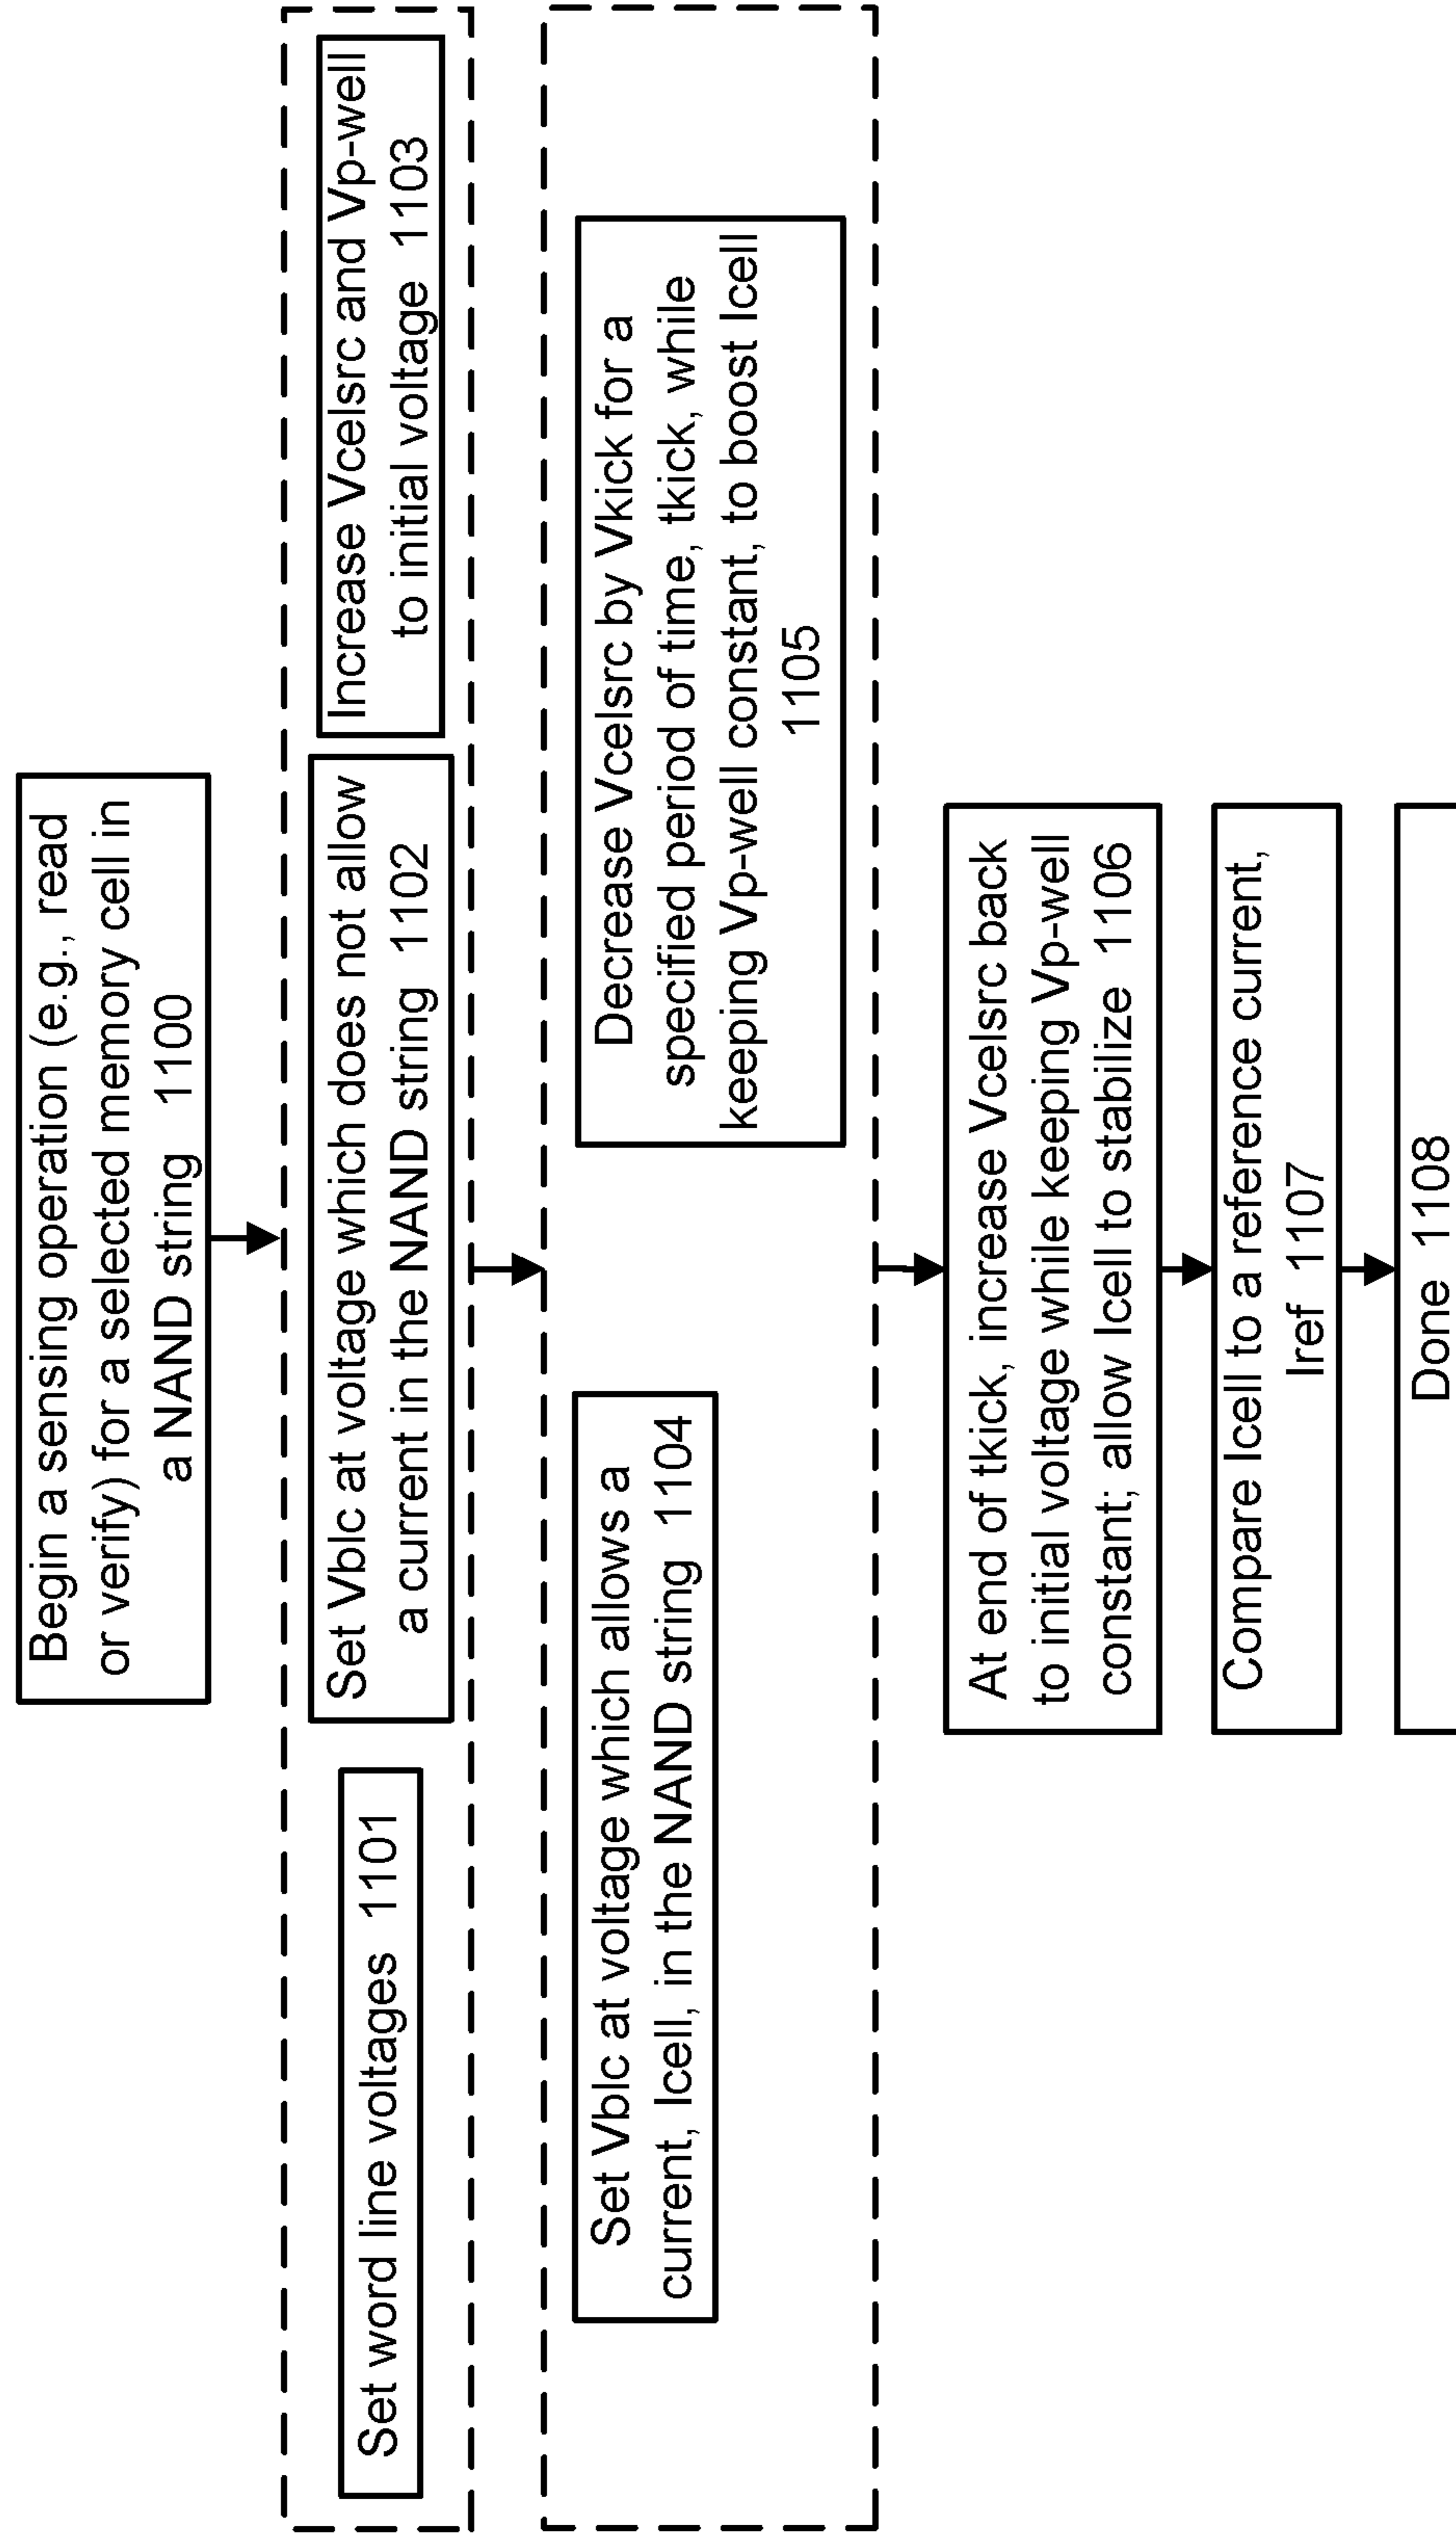 Begin a sensing operation (e.g., read
or verify) for a selected memory cell in
a NAND string 1100
Set word line voltages 1101
Set Vblc at voltage which does not allow
a current in the NAND string 1102
Increase Vcelsrc and Vp-well
to initial voltage 1103
Set Vblc at voltage which allows a
current, Icell, in the NAND string 1104
Decrease Vcelsrc by Vkick for a
specified period of time, tkick, while
keeping Vp-well constant, to boost Icell
1105
At end of tkick, increase Vcelsrc back
to initial voltage while keeping Vp-well
constant; allow Icell to stabilize 1106
Compare Icell to a reference current,
Iref 1107
Done 1108